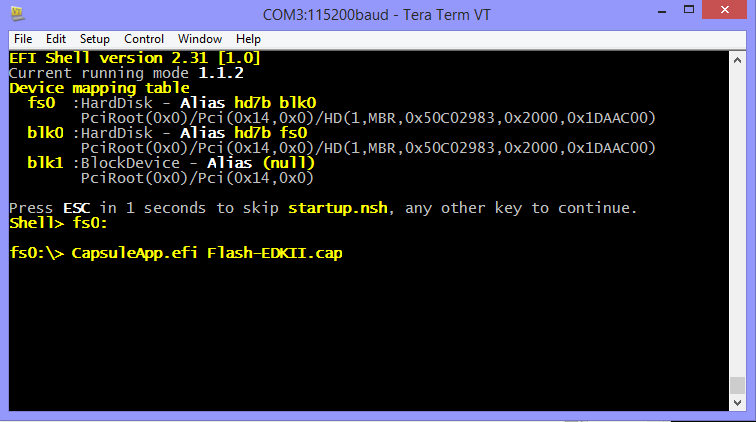 COM3:115200baud - Tera Term VT
File Edit Setup Control Window Help
EFI Shell version 2.31 [1.0]
Current running mode 1.1.2
Device mapping table
fs0 :HardDisk - Alias hd7b blk0
PciRoot(0x0)/Pci(0x14,0x0)/HD(1,MBR,0x50C02983,0x2000,0x1DAAC00)
blk0 :HardDisk - Alias hd7b fs0
PciRoot(0x0)/Pci(0x14,0x0)/HD(1,MBR,0x50C02983,0x2000,0x1DAAC00)
blk1 :BlockDevice - Alias (null)
PciRoot(0x0)/Pci(0x14,0x0)
Press ESC in 1 seconds to skip startup.nsh, any other key to continue.
Shell> fs0:
fs0:\> CapsuleApp.efi Flash-EDKII.cap